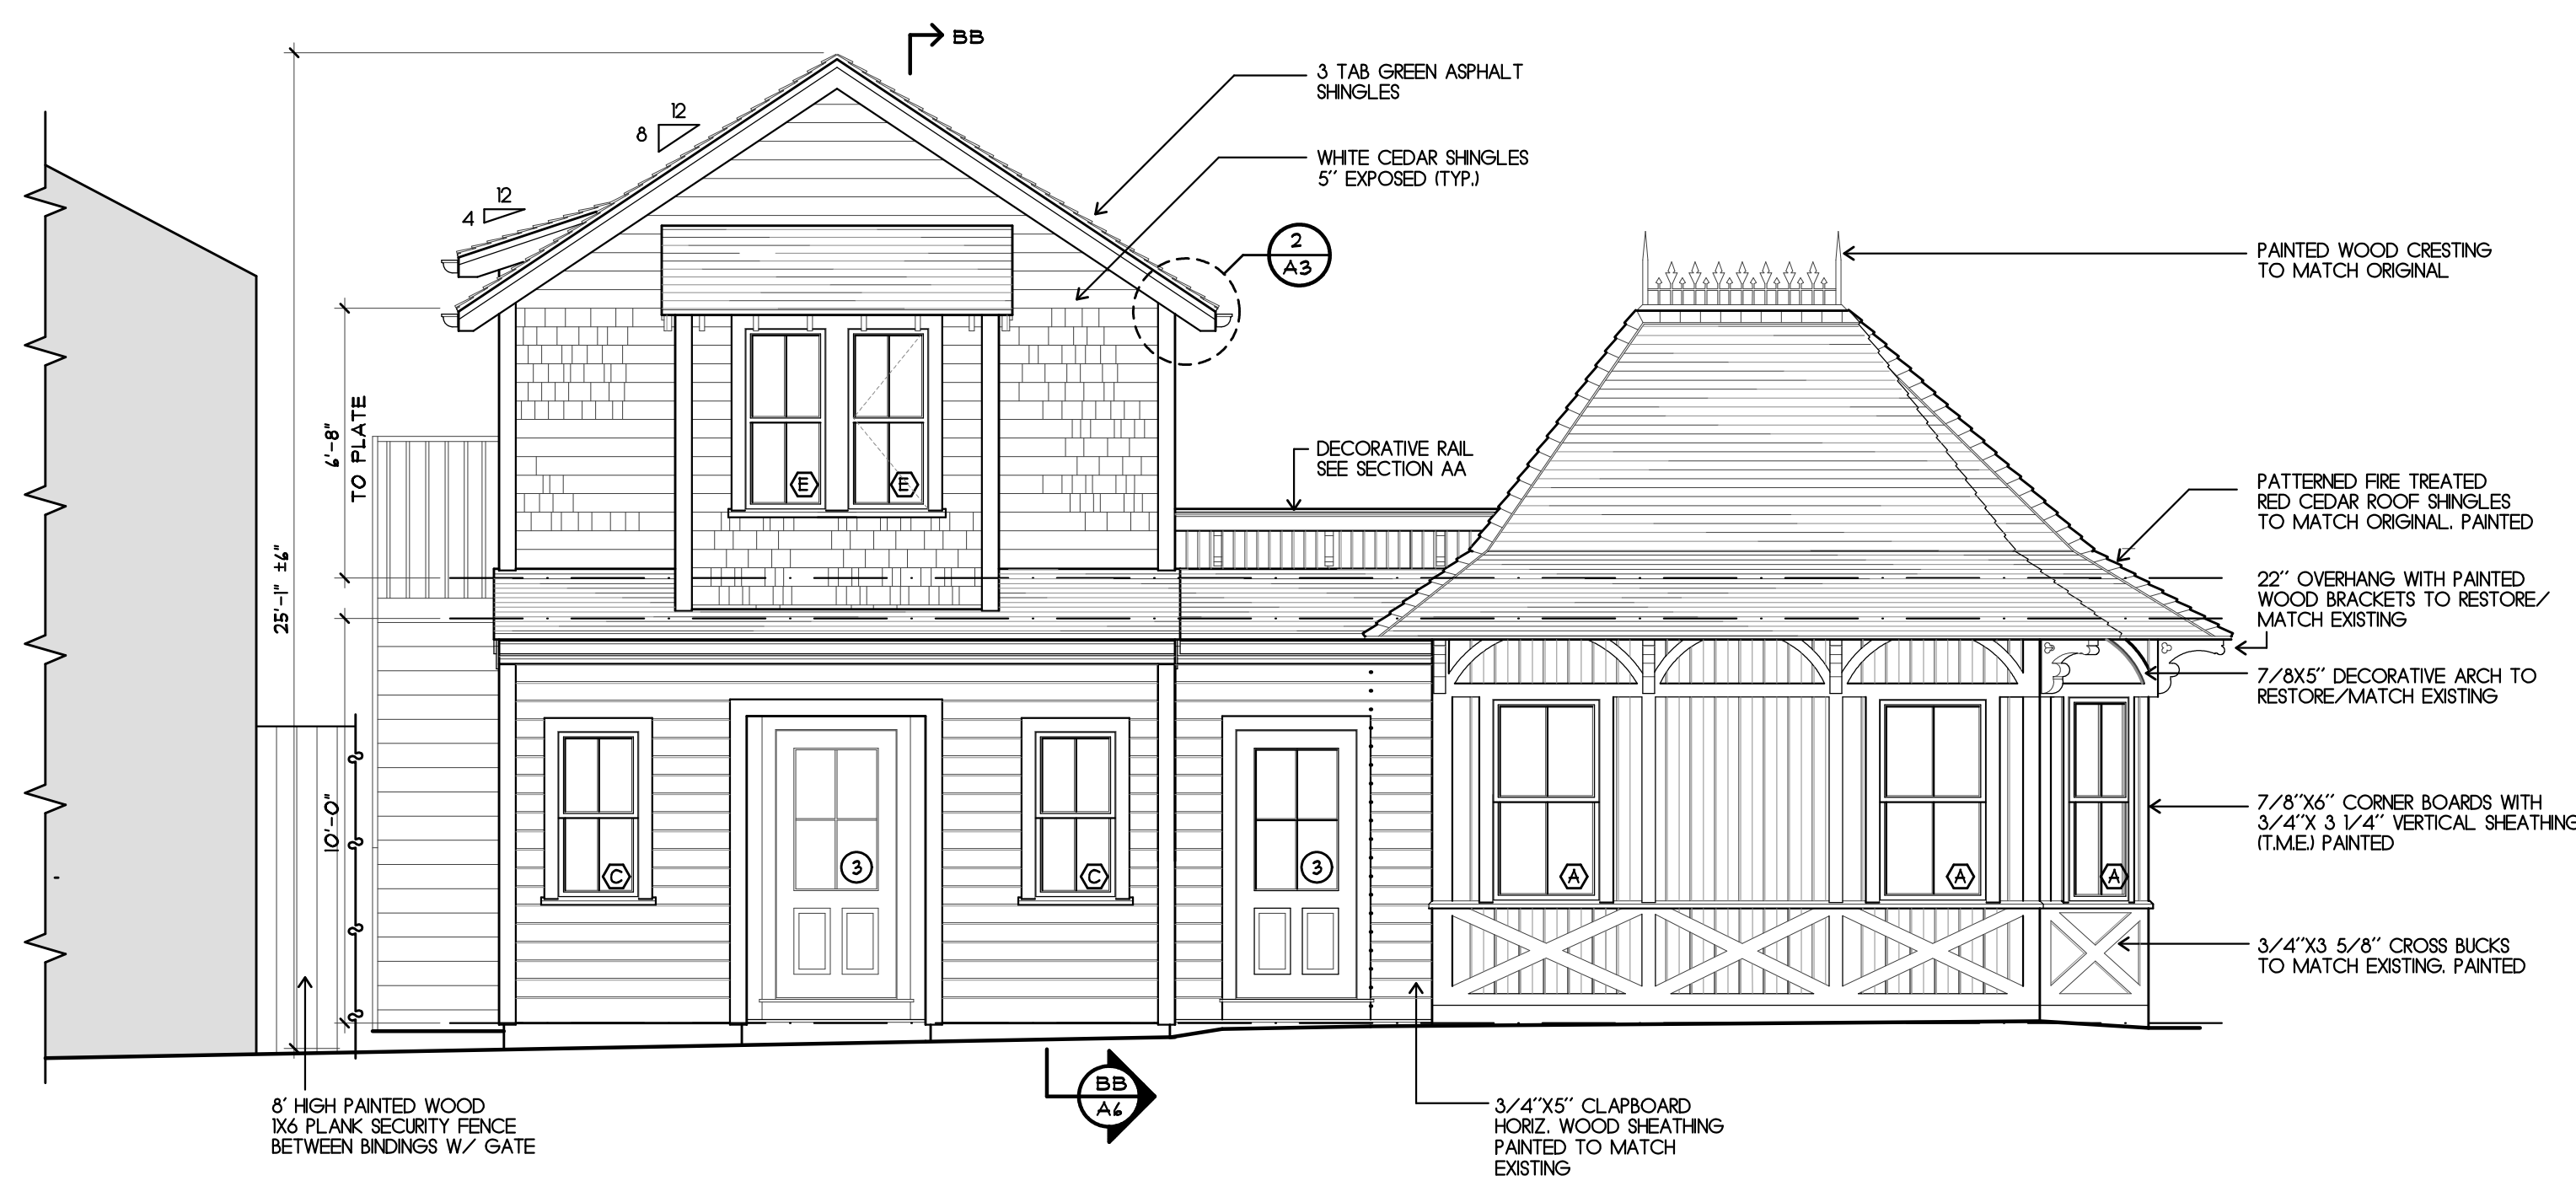 BB
3 TAB GREEN ASPHALT
SHINGLES
12
8
WHITE CEDAR SHINGLES
5" EXPOSED (TYP.)
12
4
2
A3
PAINTED WOOD CRESTING
TO MATCH ORIGINAL
6'-8"
TO PLATE
25'-1" ±6"
10'-0"
DECORATIVE RAIL
SEE SECTION AA
E
E
PATTERNED FIRE TREATED
RED CEDAR ROOF SHINGLES
TO MATCH ORIGINAL. PAINTED
22" OVERHANG WITH PAINTED
WOOD BRACKETS TO RESTORE/
MATCH EXISTING
7/8X5" DECORATIVE ARCH TO
RESTORE/MATCH EXISTING
7/8"X6" CORNER BOARDS WITH
3/4"X 3 1/4" VERTICAL SHEATHING
(T.M.E.) PAINTED
C
3
C
3
A
A
A
3/4"X3 5/8" CROSS BUCKS
TO MATCH EXISTING. PAINTED
8' HIGH PAINTED WOOD
1X6 PLANK SECURITY FENCE
BETWEEN BINDINGS W/ GATE
BB
A6
3/4"X5" CLAPBOARD
HORIZ. WOOD SHEATHING
PAINTED TO MATCH
EXISTING